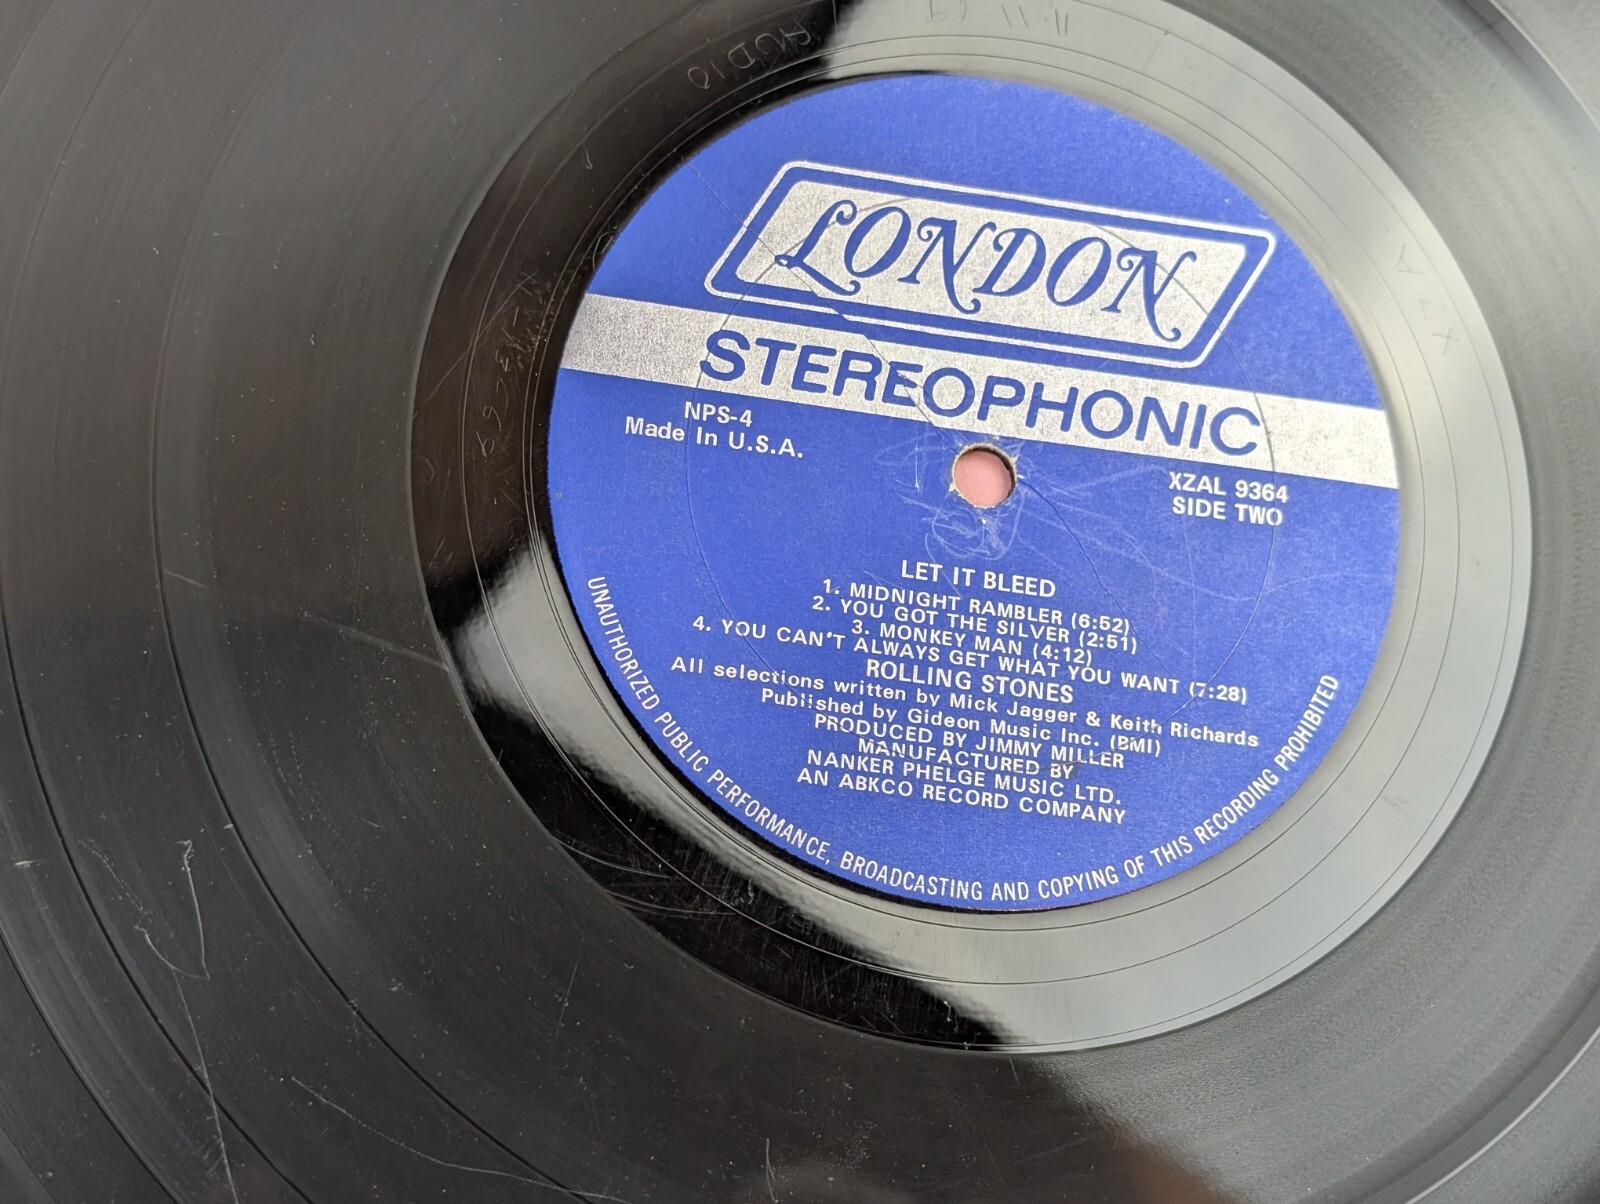 LONDON
STEREOPHONIC
NPS-4
Made In U.S.A.
XZAL 9364
SIDE TWO
LET IT BLEED
1. MIDNIGHT RAMBLER (6:52)
2. YOU GOT THE SILVER (2:51)
3. MONKEY MAN (4:12)
4. YOU CAN'T ALWAYS GET WHAT YOU WANT (7:28)
ROLLING STONES
All selections written by Mick Jagger & Keith Richards
Published by Gideon Music Inc. (BMI)
PRODUCED BY JIMMY MILLER
MANUFACTURED BY
NANKER PHELGE MUSIC LTD.
AN ABKCO RECORD COMPANY
UNAUTHORIZED PUBLIC PERFORMANCE, BROADCASTING AND COPYING OF THIS RECORDING PROHIBITED
AUDIO